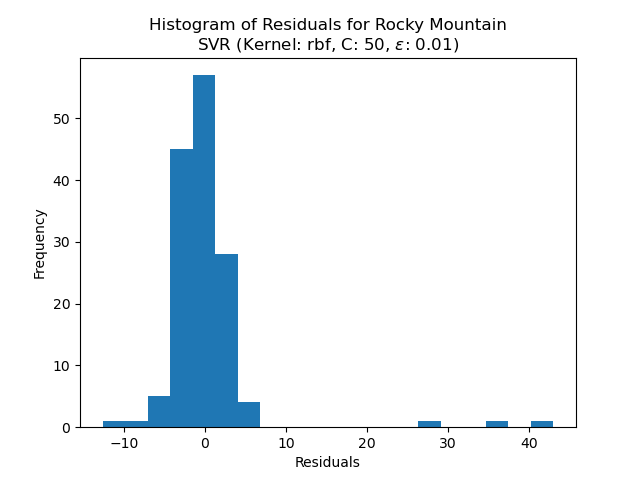 Histogram of Residuals for Rocky Mountain
SVR (Kernel: rbf, C: 50, ε: 0.01)
50
40
30
20
10
0
Frequency
−10 0 10 20 30 40
Residuals